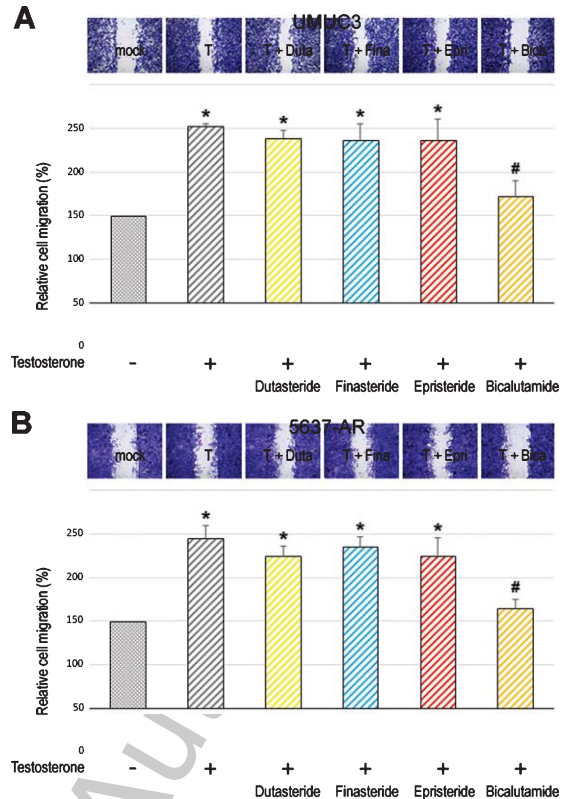 A
UMUC3
mock T T + Duta T + Fina T + Epri T + Bica
Relative cell migration (%)
250
200
150
100
50
0
* * * * #
Testosterone - + + + + +
Dutasteride Finasteride Epristeride Bicalutamide
B
5637-AR
mock T T + Duta T + Fina T + Epri T + Bica
Relative cell migration (%)
250
200
150
100
50
0
* * * * #
Testosterone - + + + + +
Dutasteride Finasteride Epristeride Bicalutamide